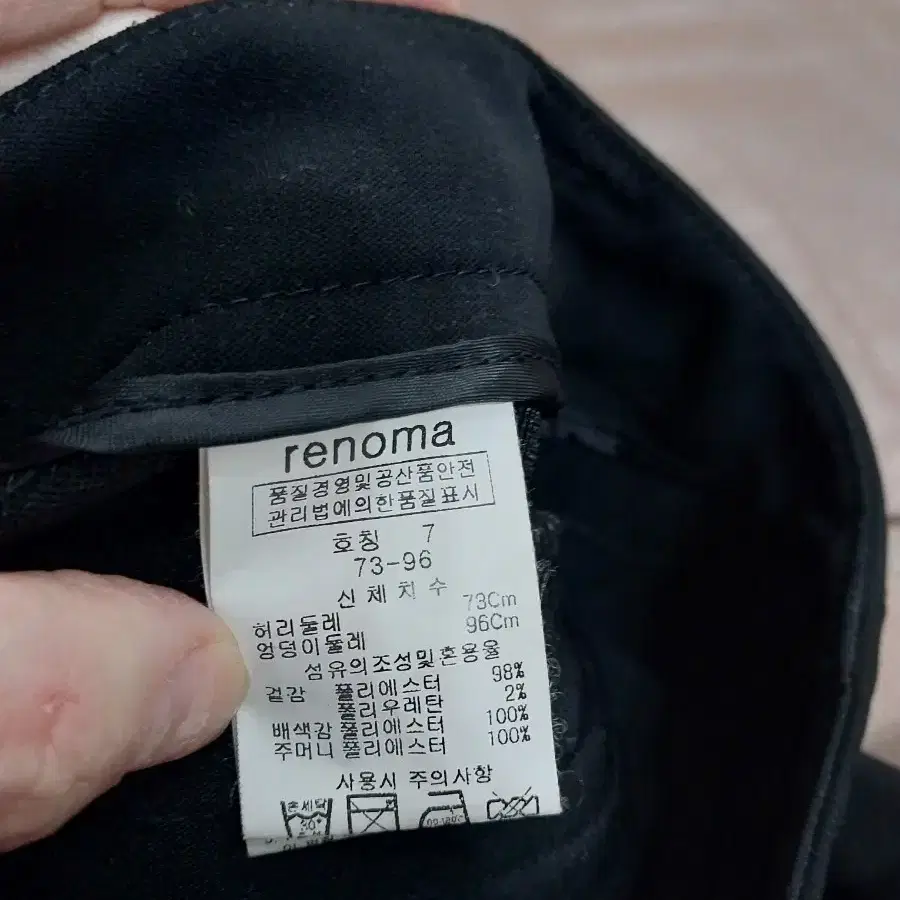 renoma
품질경영및공산품안전
관리법에의한품질표시
호칭 7
73-96
신체치수
허리둘레 73Cm
엉덩이둘레 96Cm
섬유의조성및혼용율
겉감 폴리에스터 98%
폴리우레탄 2%
배색감 폴리에스터 100%
주머니 폴리에스터 100%
사용시 주의사항
손세탁
30°